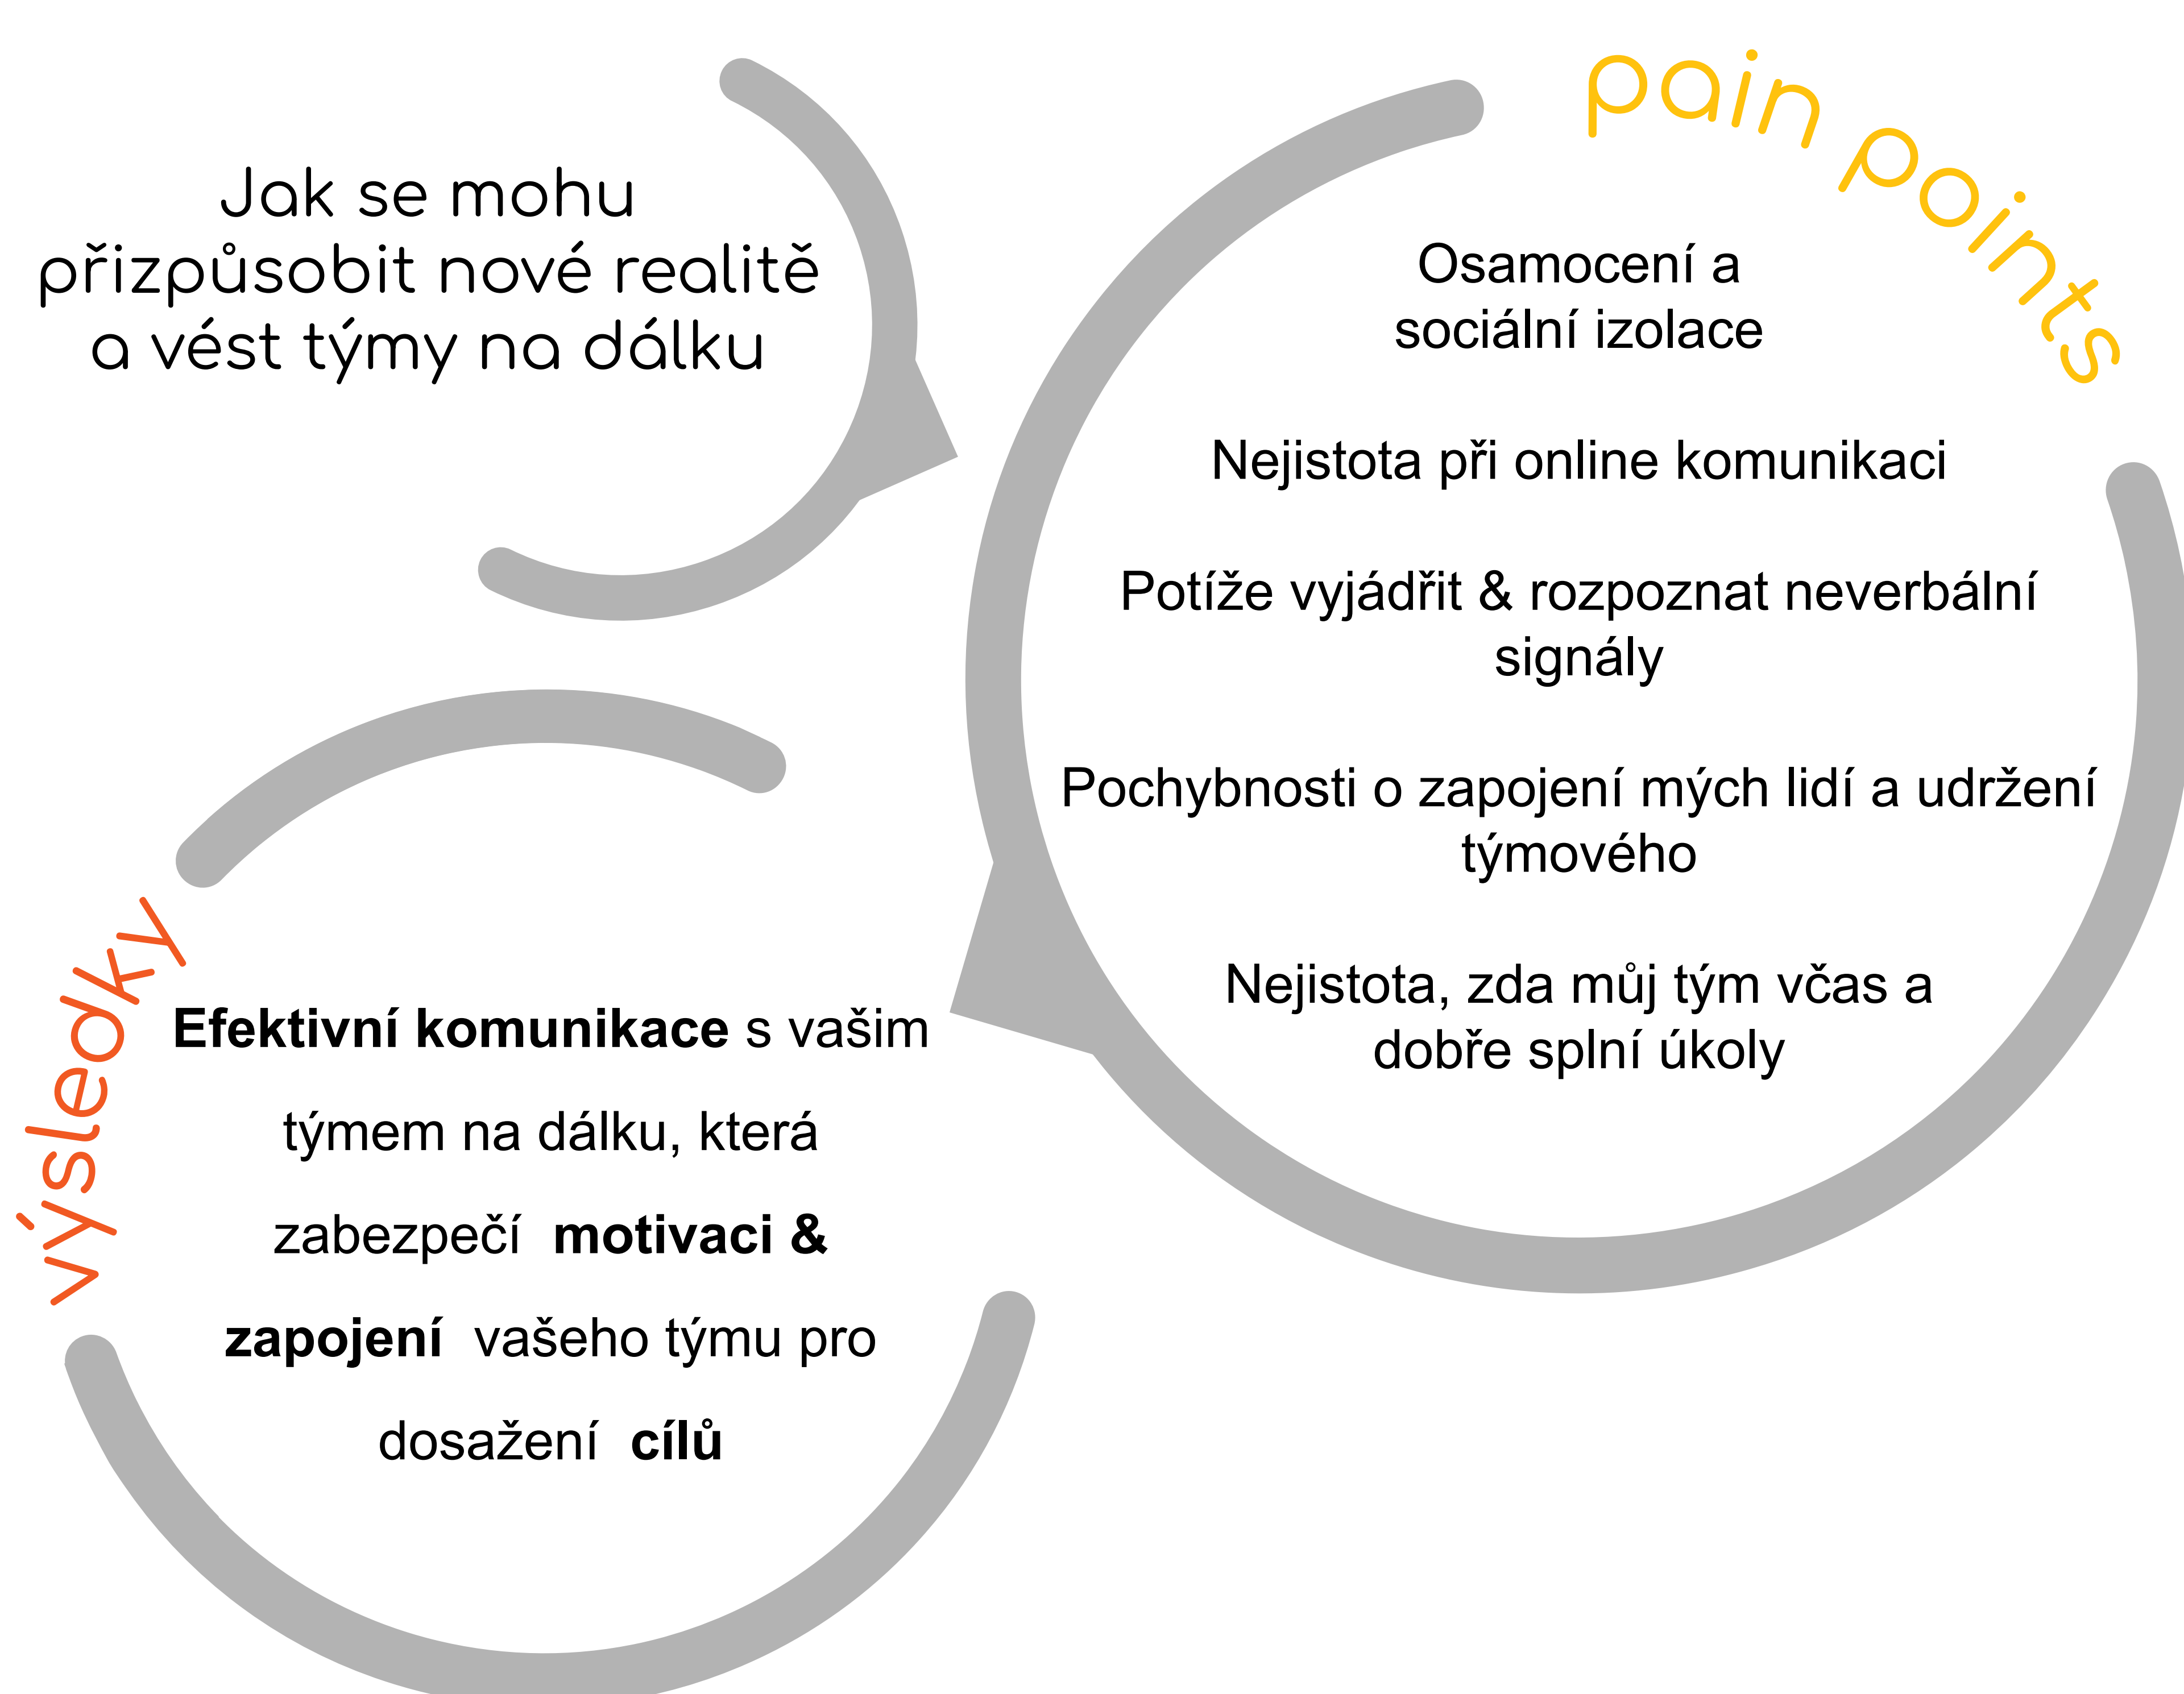 Jak se mohu
přizpůsobit nové realitě
a vést týmy na dálku
pain points
Osamocení a
sociální izolace
Nejistota při online komunikaci
Potíže vyjádřit & rozpoznat neverbální
signály
Pochybnosti o zapojení mých lidí a udržení
týmového
Nejistota, zda můj tým včas a
dobře splní úkoly
výsledky
Efektivní komunikace s vašim
týmem na dálku, která
zabezpečí motivaci &
zapojení vašeho týmu pro
dosažení cílů